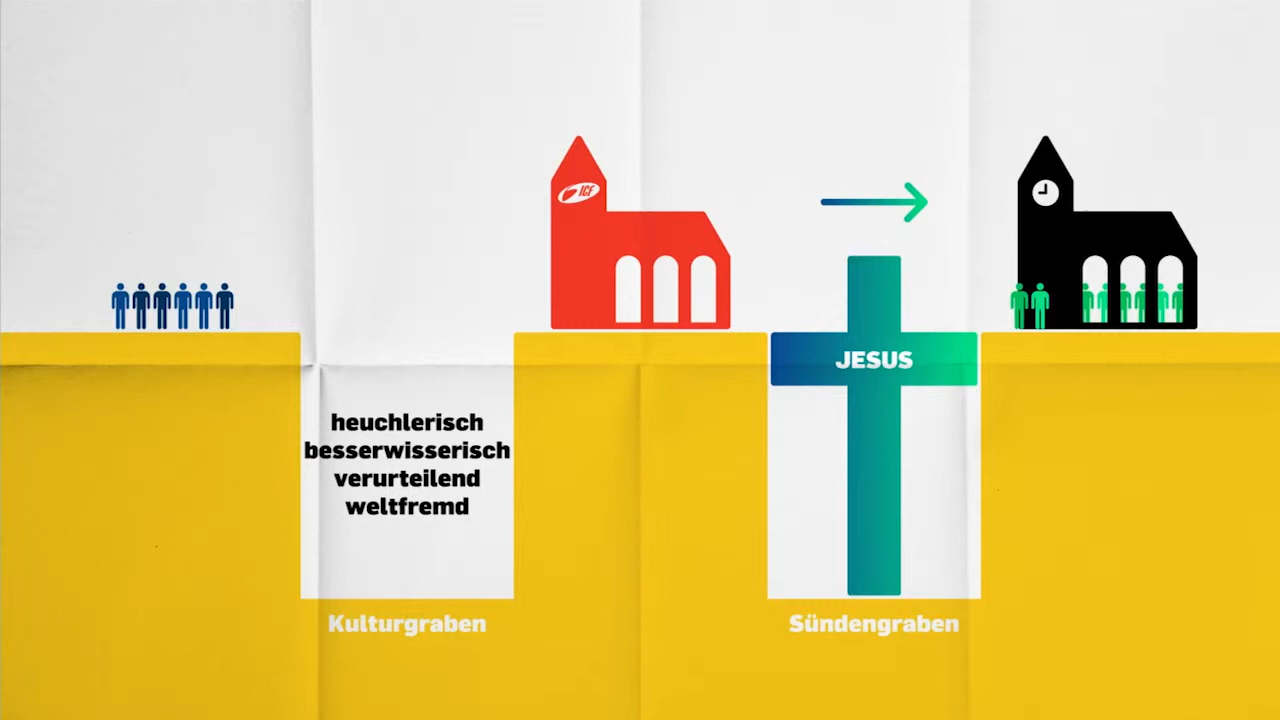 ICF
JESUS
heuchlerisch
besserwisserisch
verurteilend
weltfremd
Kulturgraben
Sündengraben